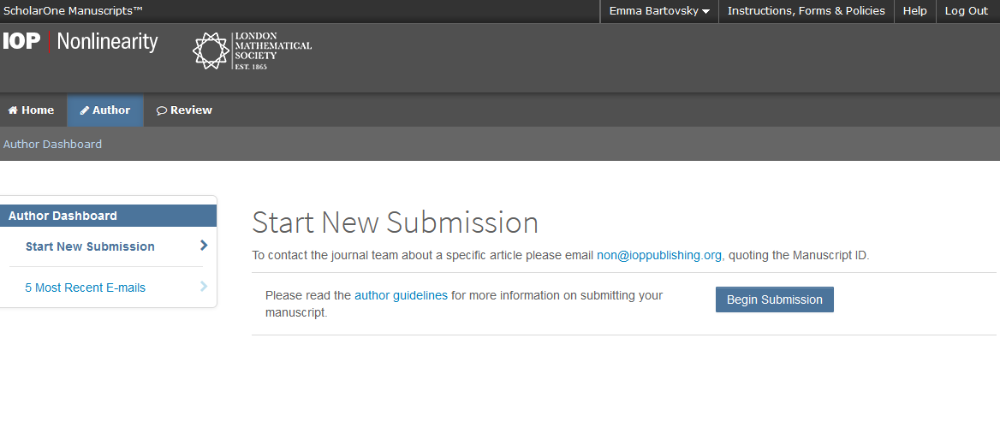 ScholarOne Manuscripts™
Emma Bartovsky
Instructions, Forms & Policies
Help
Log Out
IOP Nonlinearity
LONDON
MATHEMATICAL
SOCIETY
EST. 1865
Home
Author
Review
Author Dashboard
Author Dashboard
Start New Submission
5 Most Recent E-mails
Start New Submission
To contact the journal team about a specific article please email non@ioppublishing.org, quoting the Manuscript ID.
Please read the author guidelines for more information on submitting your
manuscript.
Begin Submission